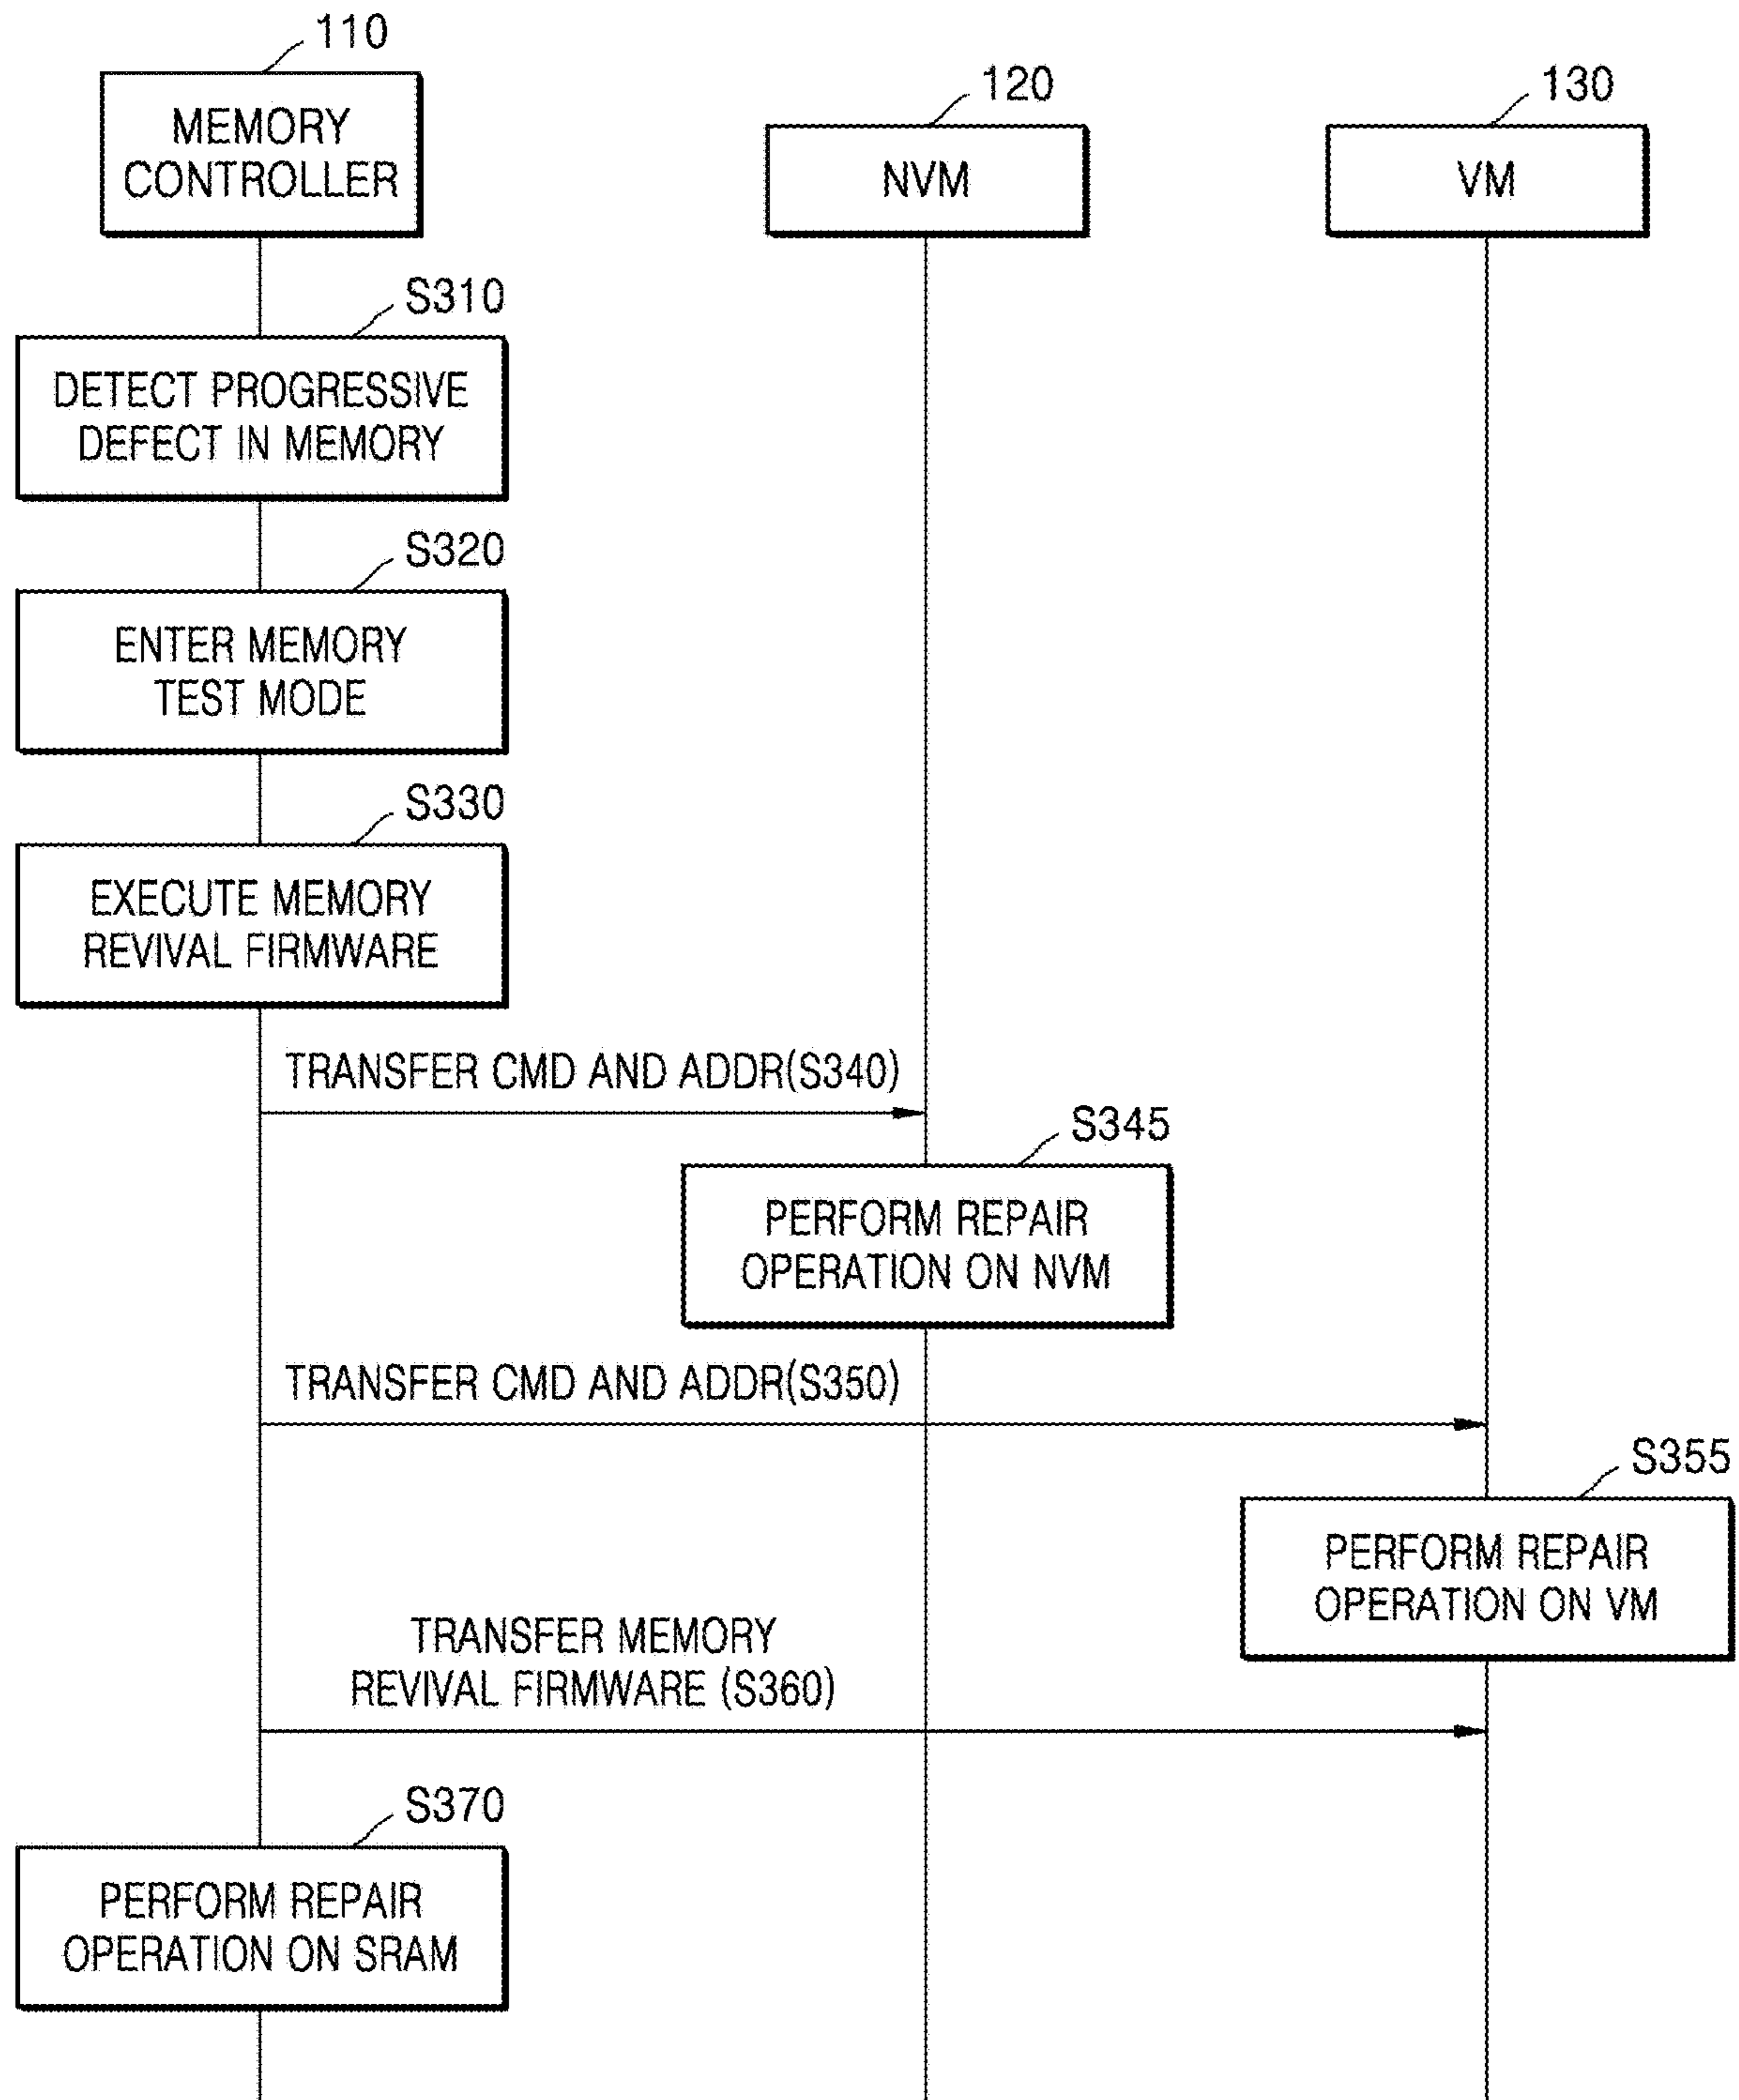 110
MEMORY
CONTROLLER
120
NVM
130
VM
S310
DETECT PROGRESSIVE
DEFECT IN MEMORY
S320
ENTER MEMORY
TEST MODE
S330
EXECUTE MEMORY
REVIVAL FIRMWARE
TRANSFER CMD AND ADDR(S340)
S345
PERFORM REPAIR
OPERATION ON NVM
TRANSFER CMD AND ADDR(S350)
S355
PERFORM REPAIR
OPERATION ON VM
TRANSFER MEMORY
REVIVAL FIRMWARE (S360)
S370
PERFORM REPAIR
OPERATION ON SRAM